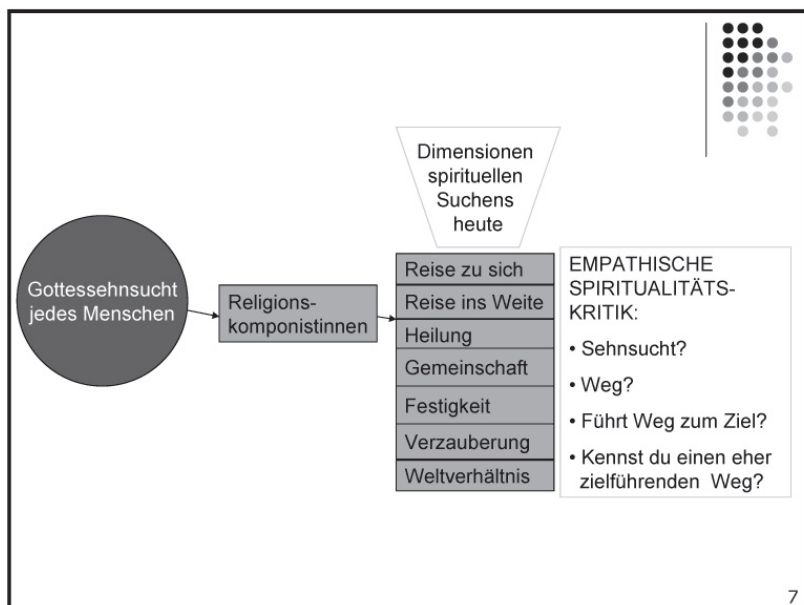 Dimensionen
spirituellen
Suchens
heute
Gottessehnsucht
jedes Menschen
Religions-
komponistinnen
Reise zu sich
Reise ins Weite
Heilung
Gemeinschaft
Festigkeit
Verzauberung
Weltverhältnis
EMPATHISCHE
SPIRITUALITÄTS-
KRITIK:
• Sehnsucht?
• Weg?
• Führt Weg zum Ziel?
• Kennst du einen eher
zielführenden Weg?
7